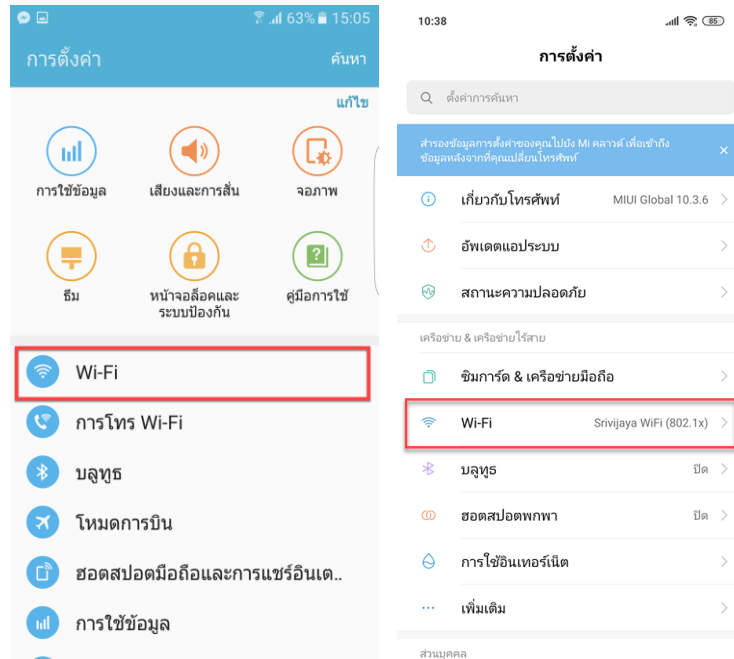 63% 15:05
การตั้งค่า ค้นหา
แก้ไข
การใช้ข้อมูล เสียงและการสั่น จอภาพ
ธีม หน้าจอล็อคและ คู่มือการใช้
ระบบป้องกัน
Wi-Fi
การโทร Wi-Fi
บลูทูธ
โหมดการบิน
ฮอตสปอตมือถือและการแชร์อินเต..
การใช้ข้อมูล
10:38 85
การตั้งค่า
ตั้งค่าการค้นหา
สำรองข้อมูลการตั้งค่าของคุณไปยัง Mi คลาวด์ เพื่อเข้าถึง
ข้อมูลหลังจากที่คุณเปลี่ยนโทรศัพท์
เกี่ยวกับโทรศัพท์ MIUI Global 10.3.6
อัพเดตแอประบบ
สถานะความปลอดภัย
เครือข่าย & เครือข่ายไร้สาย
ซิมการ์ด & เครือข่ายมือถือ
Wi-Fi Srivijaya WiFi (802.1x)
บลูทูธ ปิด
ฮอตสปอตพกพา ปิด
การใช้อินเทอร์เน็ต
เพิ่มเติม
ส่วนบุคคล